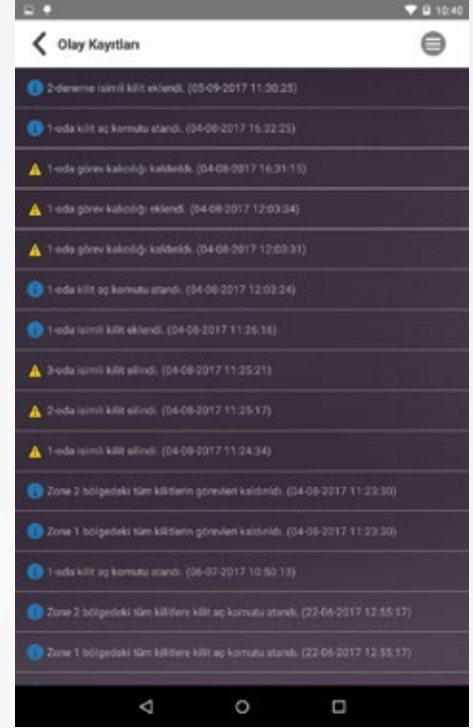 10:40
Olay Kayıtları
2-deneme isimli kilit eklendi. (05-09-2017 11:30:25)
1-oda kilit aç komutu atandı. (04-08-2017 16:32:25)
1-oda görev kalıcılığı kaldırıldı. (04-08-2017 16:31:15)
1-oda görev kalıcılığı eklendi. (04-08-2017 12:03:34)
1-oda görev kalıcılığı kaldırıldı. (04-08-2017 12:03:31)
1-oda kilit aç komutu atandı. (04-08-2017 12:03:24)
1-oda isimli kilit eklendi. (04-08-2017 11:26:16)
3-oda isimli kilit silindi. (04-08-2017 11:25:21)
2-oda isimli kilit silindi. (04-08-2017 11:25:17)
1-oda isimli kilit silindi. (04-08-2017 11:24:34)
Zone 2 bölgedeki tüm kilitlerin görevleri kaldırıldı. (04-08-2017 11:23:30)
Zone 1 bölgedeki tüm kilitlerin görevleri kaldırıldı. (04-08-2017 11:23:30)
1-oda kilit aç komutu atandı. (06-07-2017 10:50:13)
Zone 2 bölgedeki tüm kilitlere kilit aç komutu atandı. (22-06-2017 12:55:17)
Zone 1 bölgedeki tüm kilitlere kilit aç komutu atandı. (22-06-2017 12:55:17)